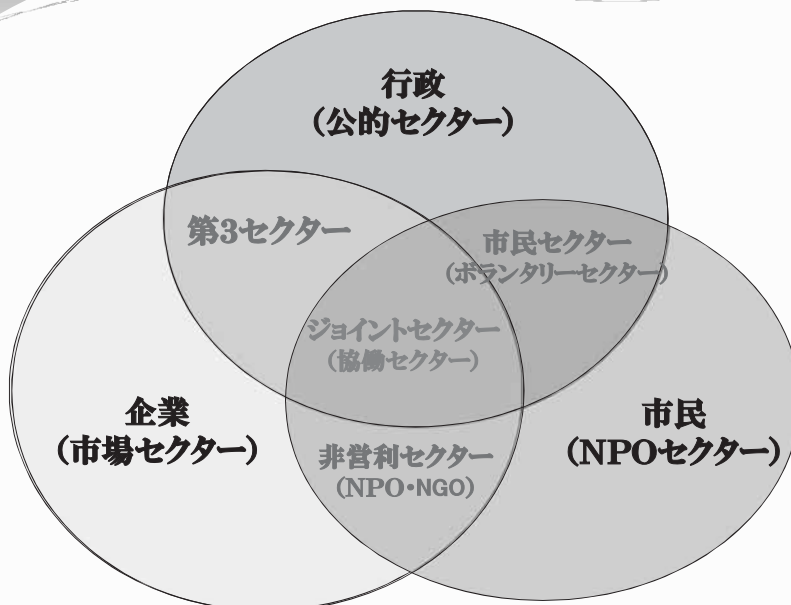 行政
（公的セクター）
第3セクター
市民セクター
（ボランタリーセクター）
ジョイントセクター
（協働セクター）
企業
（市場セクター）
市民
（NPOセクター）
非営利セクター
（NPO・NGO）